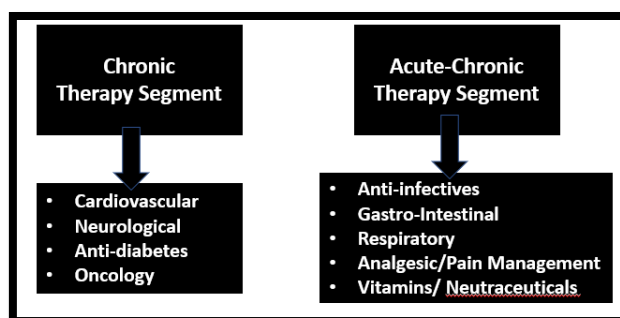 Chronic
Therapy Segment
• Cardiovascular
• Neurological
• Anti-diabetes
• Oncology
Acute-Chronic
Therapy Segment
• Anti-infectives
• Gastro-Intestinal
• Respiratory
• Analgesic/Pain Management
• Vitamins/ Neutraceuticals